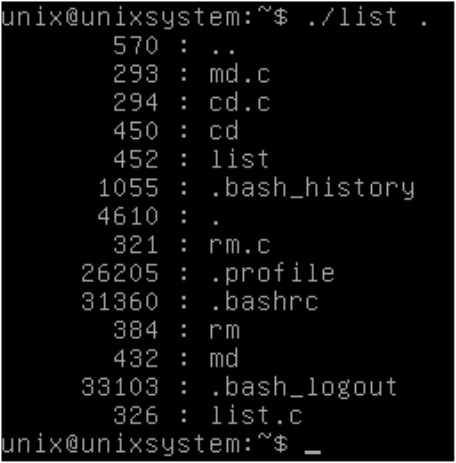 unix@unixsystem:~$ ./list .
570 : ..
293 : md.c
294 : cd.c
450 : cd
452 : list
1055 : .bash_history
4610 : .
321 : rm.c
26205 : .profile
31360 : .bashrc
384 : rm
432 : md
33103 : .bash_logout
326 : list.c
unix@unixsystem:~$ _